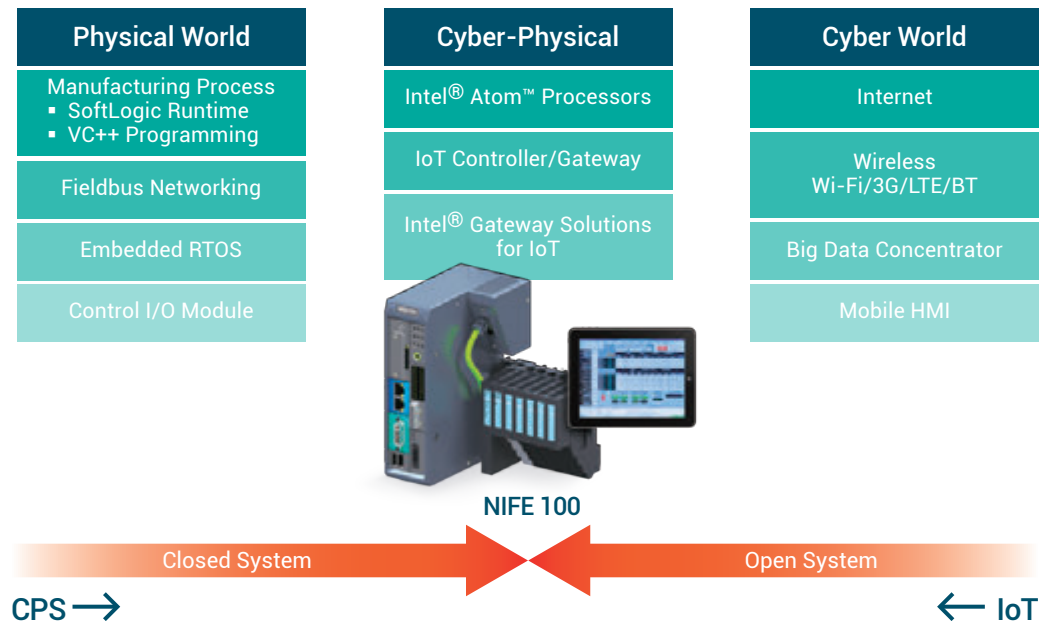 Physical World
Manufacturing Process
▪ SoftLogic Runtime
▪ VC++ Programming
Fieldbus Networking
Embedded RTOS
Control I/O Module
Cyber-Physical
Intel® Atom™ Processors
IoT Controller/Gateway
Intel® Gateway Solutions
for IoT
Cyber World
Internet
Wireless
Wi-Fi/3G/LTE/BT
Big Data Concentrator
Mobile HMI
NIFE 100
Closed System
Open System
CPS →
← IoT